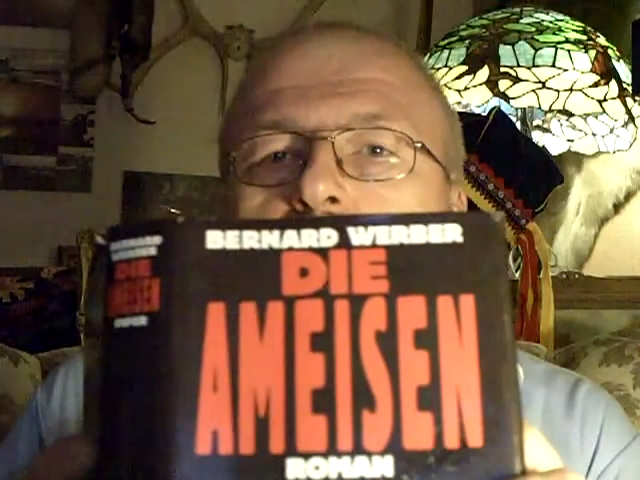 BERNARD WERBER
DIE
AMEISEN
ROMAN
BERNARD
WERBER
DIE
AMEISEN